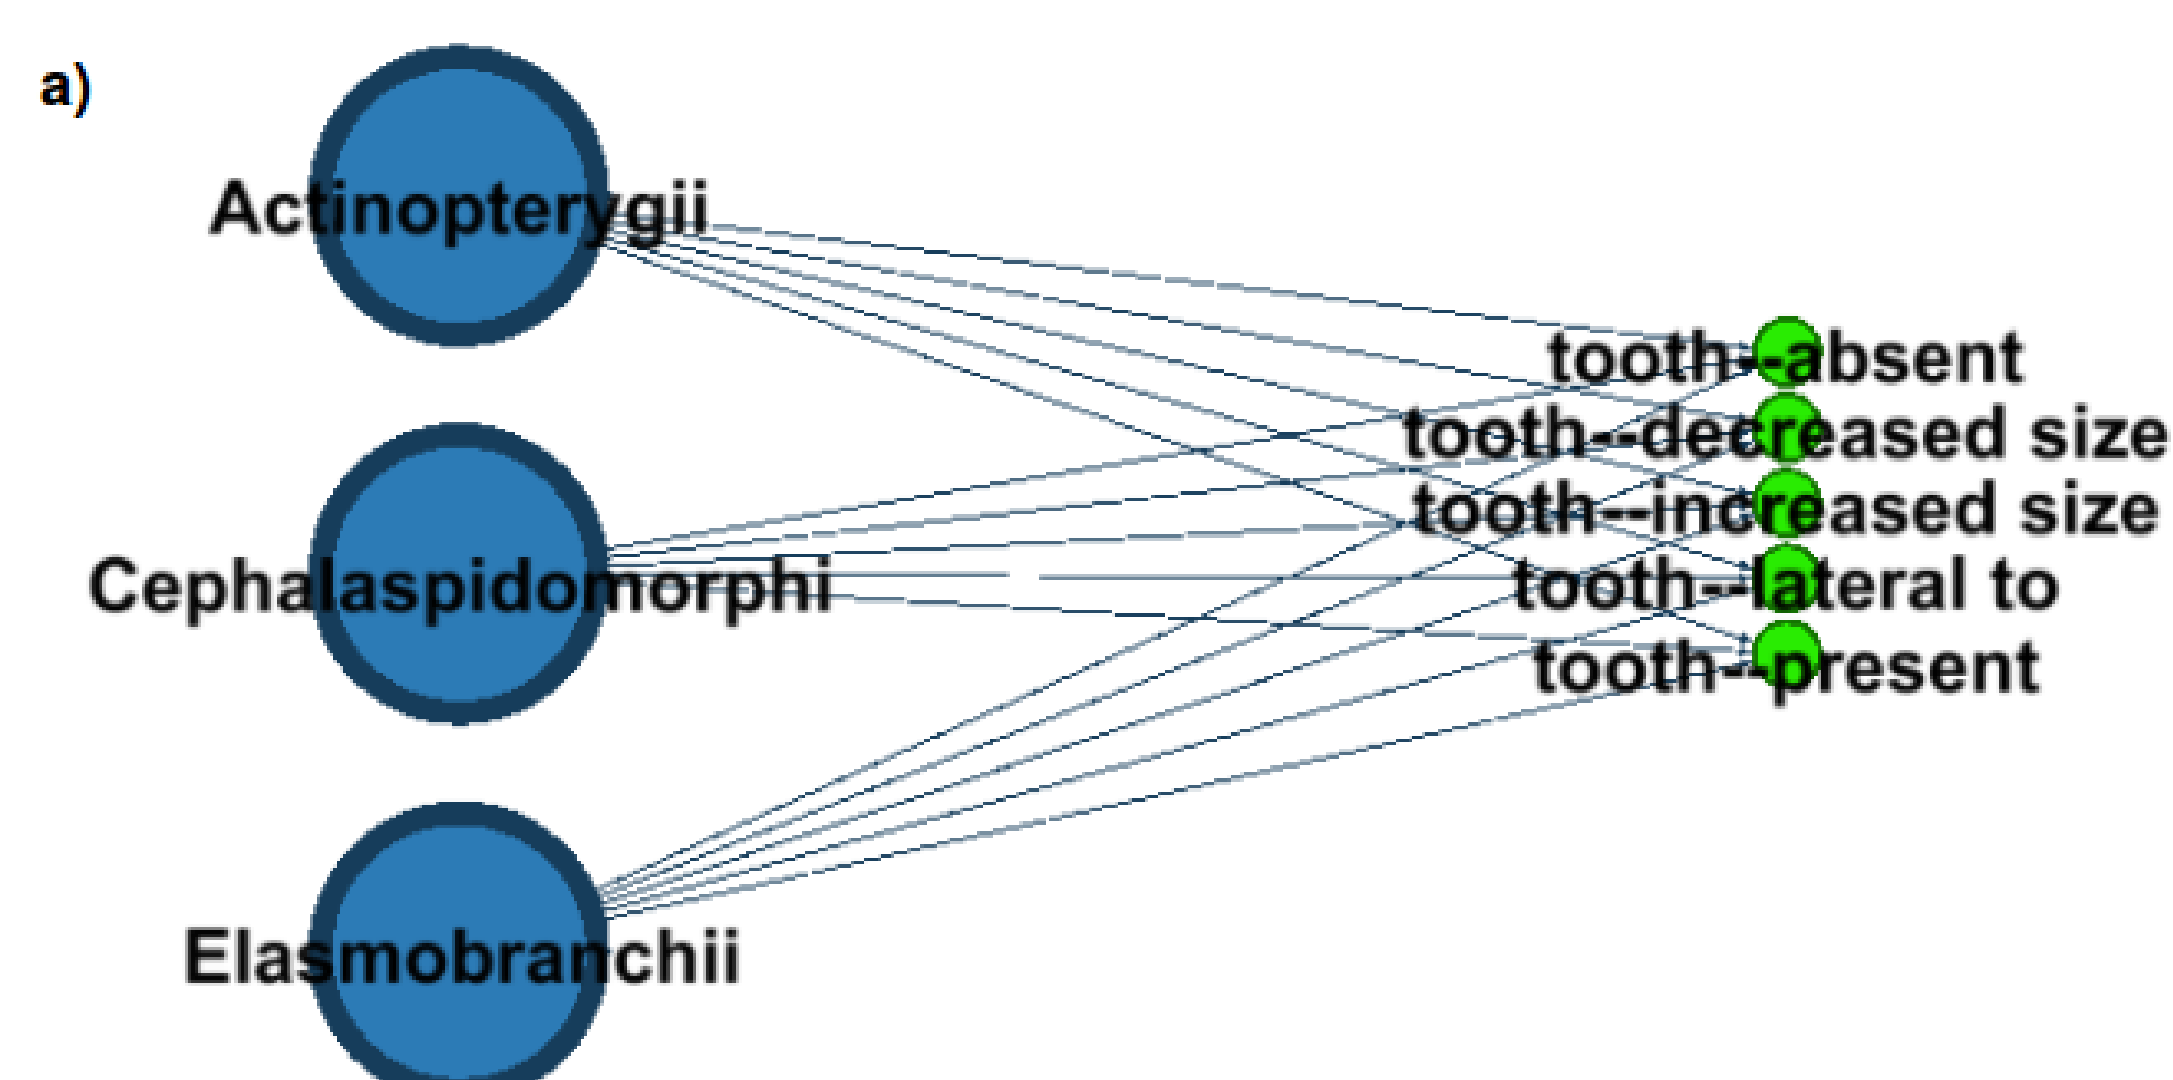 a)
Actinopterygii
tooth--absent
tooth--decreased size
tooth--increased size
Cephalaspidomorphi
tooth--lateral to
tooth--present
Elasmobranchii